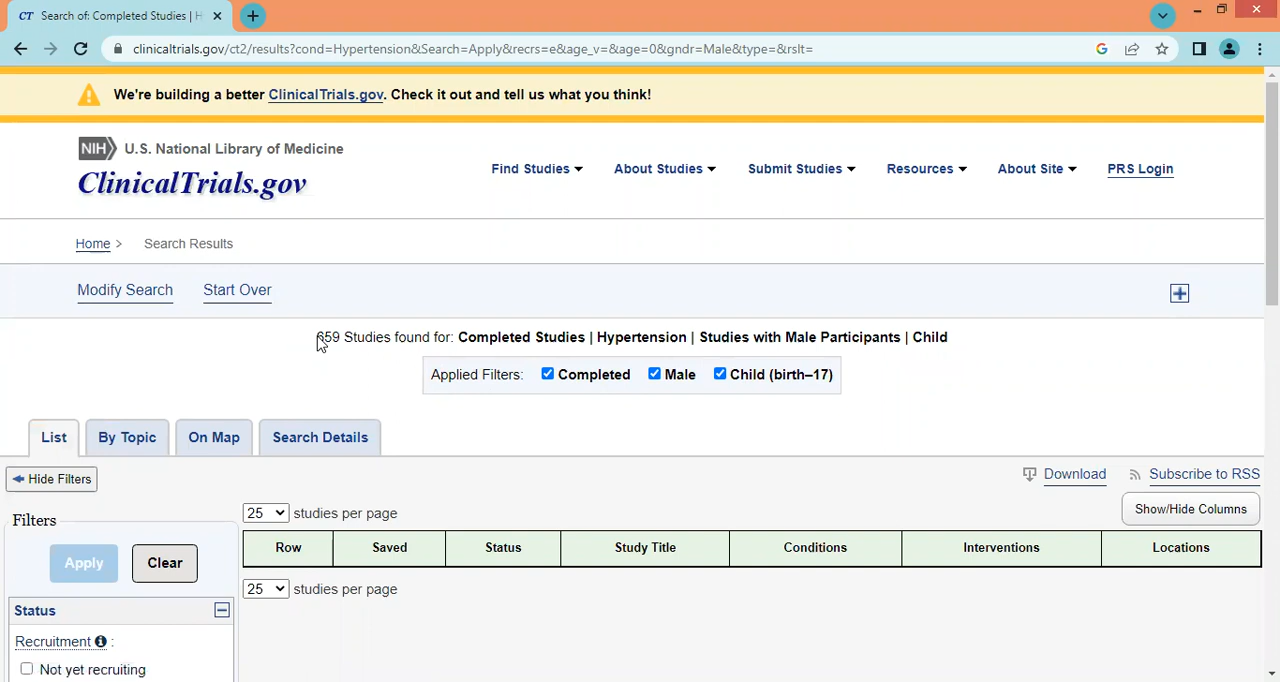 CT Search of: Completed Studies | H
clinicaltrials.gov/ct2/results?cond=Hypertension&Search=Apply&recrs=e&age_v=&age=0&gndr=Male&type=&rslt=
We're building a better ClinicalTrials.gov. Check it out and tell us what you think!
NIH U.S. National Library of Medicine
ClinicalTrials.gov
Find Studies About Studies Submit Studies Resources About Site PRS Login
Home > Search Results
Modify Search Start Over
659 Studies found for: Completed Studies | Hypertension | Studies with Male Participants | Child
Applied Filters: Completed Male Child (birth–17)
List By Topic On Map Search Details
Hide Filters Download Subscribe to RSS
Show/Hide Columns
25 studies per page
Filters
Row Saved Status Study Title Conditions Interventions Locations
Apply Clear
25 studies per page
Status
Recruitment :
Not yet recruiting